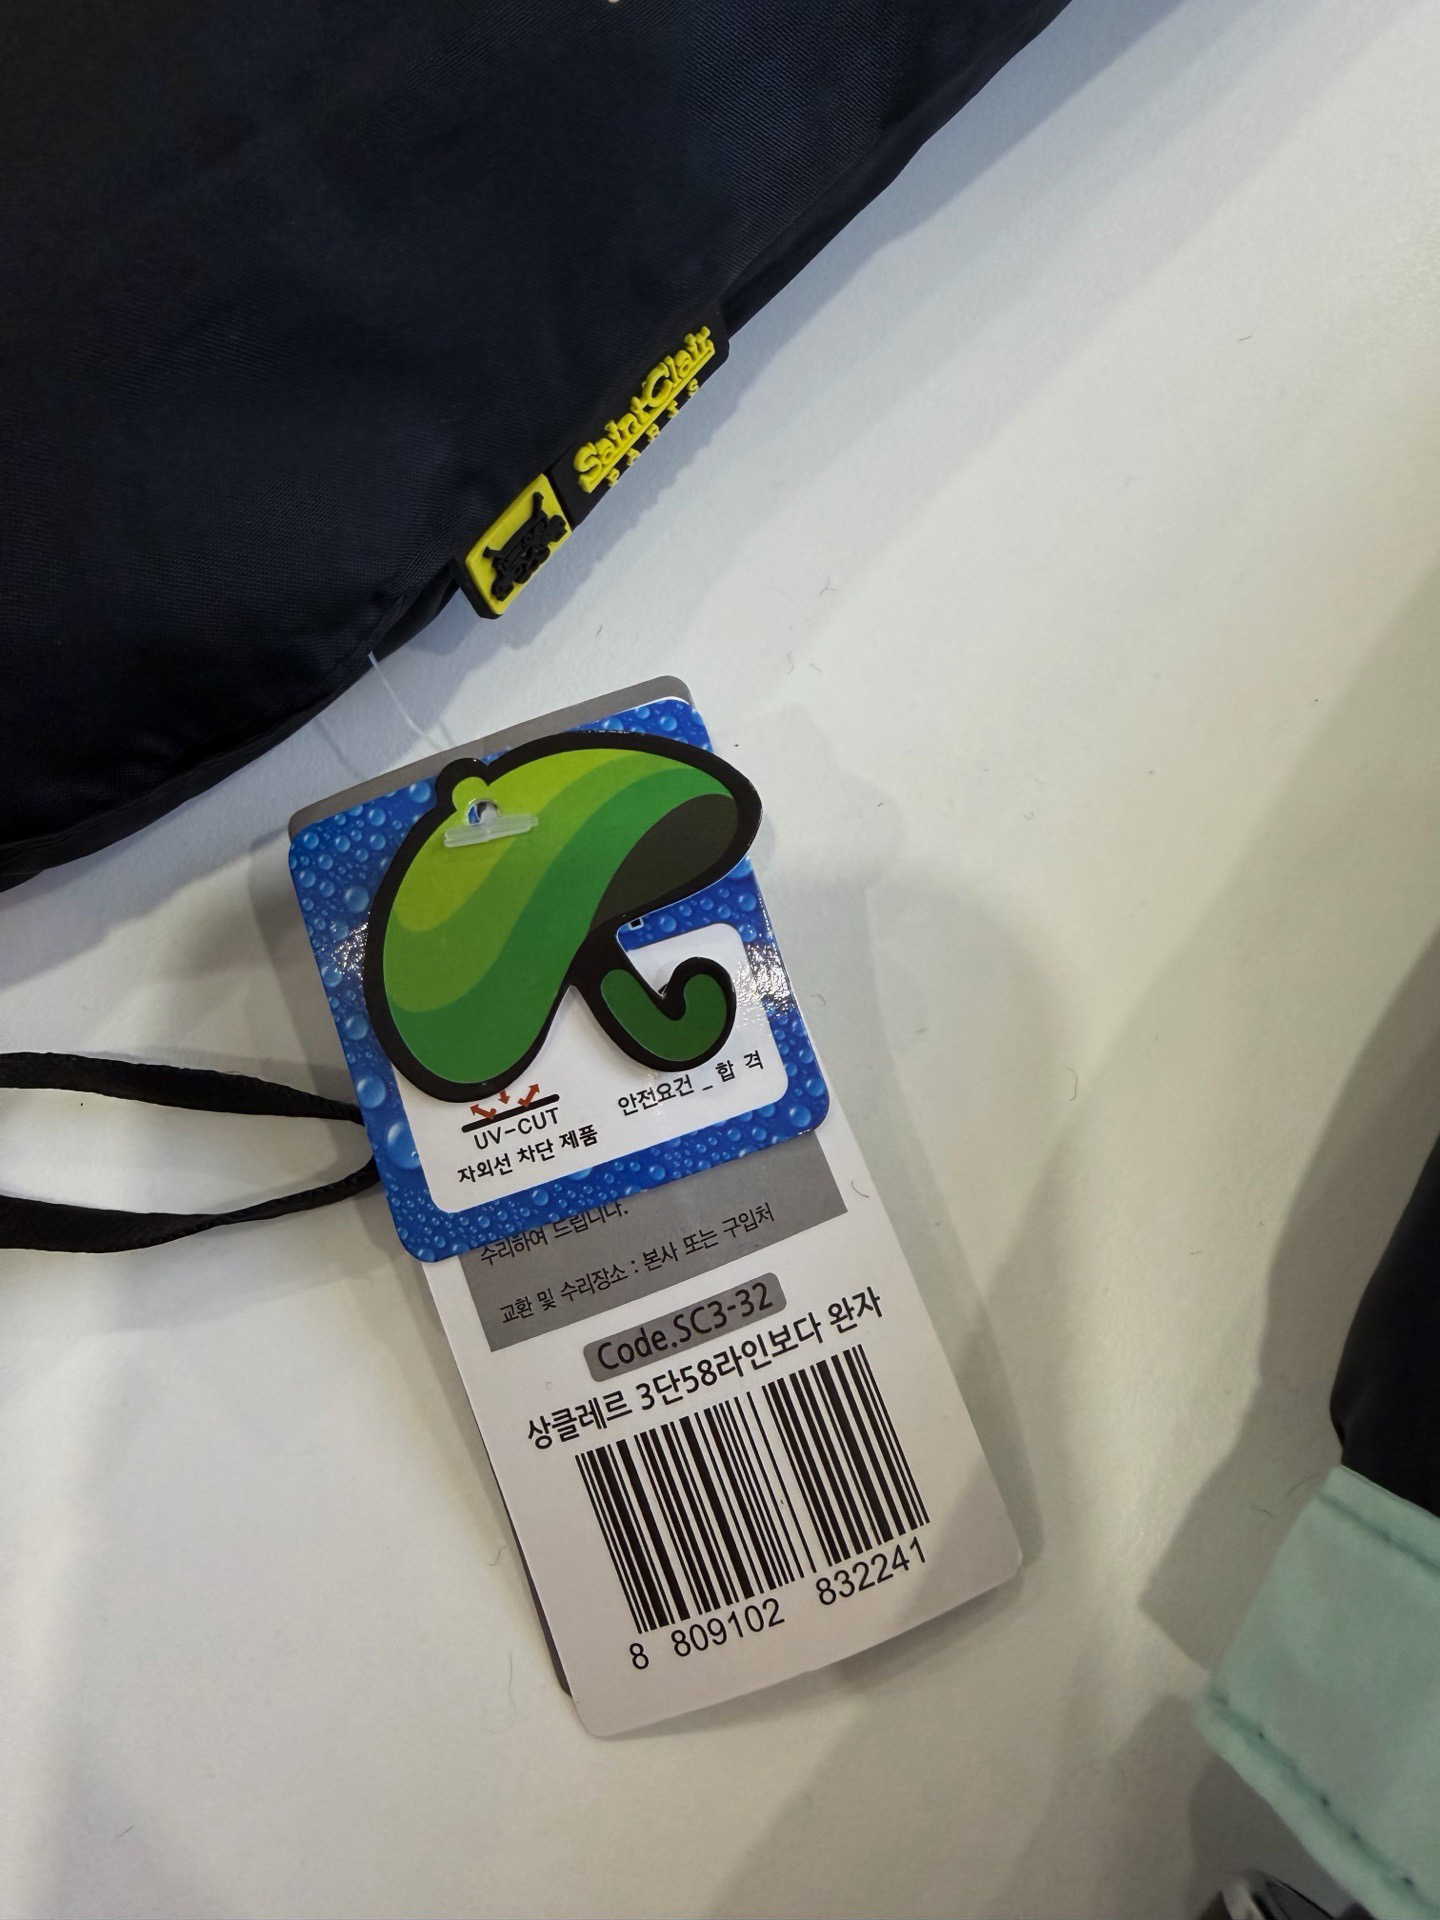 SaintClair
PARIS
UV-CUT
자외선 차단 제품
안전요건 _ 합 격
수리하여 드립니다.
교환 및 수리장소 : 본사 또는 구입처
Code.SC3-32
상클레르 3단58라인보다 완자
8 809102 832241